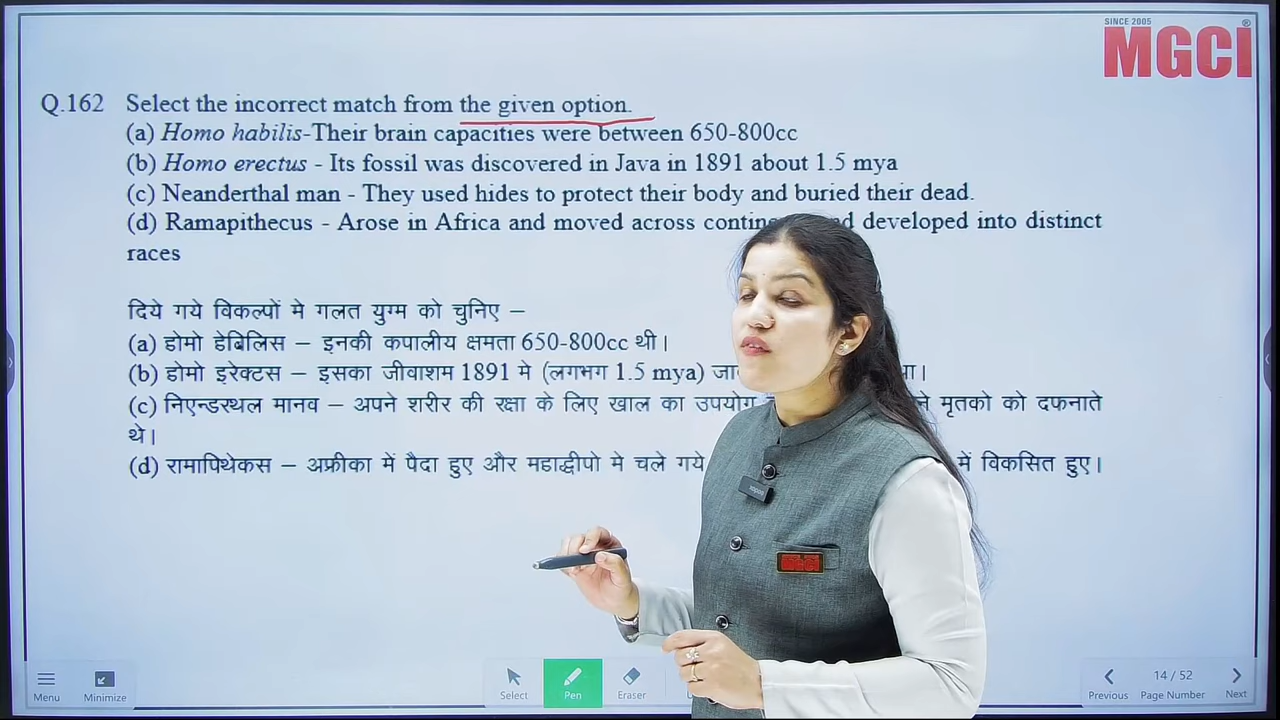 SINCE 2005
MGCI
Q.162 Select the incorrect match from the given option.
(a) Homo habilis-Their brain capacities were between 650-800cc
(b) Homo erectus - Its fossil was discovered in Java in 1891 about 1.5 mya
(c) Neanderthal man - They used hides to protect their body and buried their dead.
(d) Ramapithecus - Arose in Africa and moved across developed into distinct
races
दिये गये विकल्पों मे गलत युग्म को चुनिए –
(a) होमो हेबिलिस – इनकी कपालीय क्षमता 650-800cc थी।
(b) होमो इरेक्टस – इसका जीवाश्म 1891 मे (लगभग 1.5 mya)
(c) निएन्डरथल मानव – अपने शरीर की रक्षा के लिए खाल का उपयोग मृतको को दफनाते
थे।
(d) रामापिथेकस – अफ्रीका में पैदा हुए और महाद्वीपो मे चले गये में विकसित हुए।
MGCI
Menu Minimize Select Pen Eraser Previous 14 / 52 Page Number Next